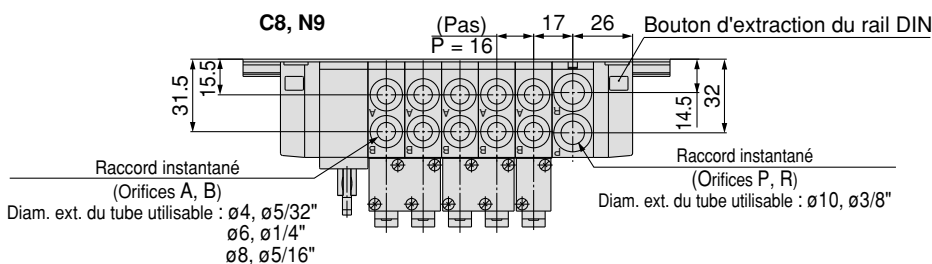 C8, N9
(Pas)
P = 16
17
26
Bouton d'extraction du rail DIN
31.5
15.5
14.5
32
A A A A A R
B B B B B P
Raccord instantané
(Orifices A, B)
Diam. ext. du tube utilisable : ø4, ø5/32"
ø6, ø1/4"
ø8, ø5/16"
Raccord instantané
(Orifices P, R)
Diam. ext. du tube utilisable : ø10, ø3/8"